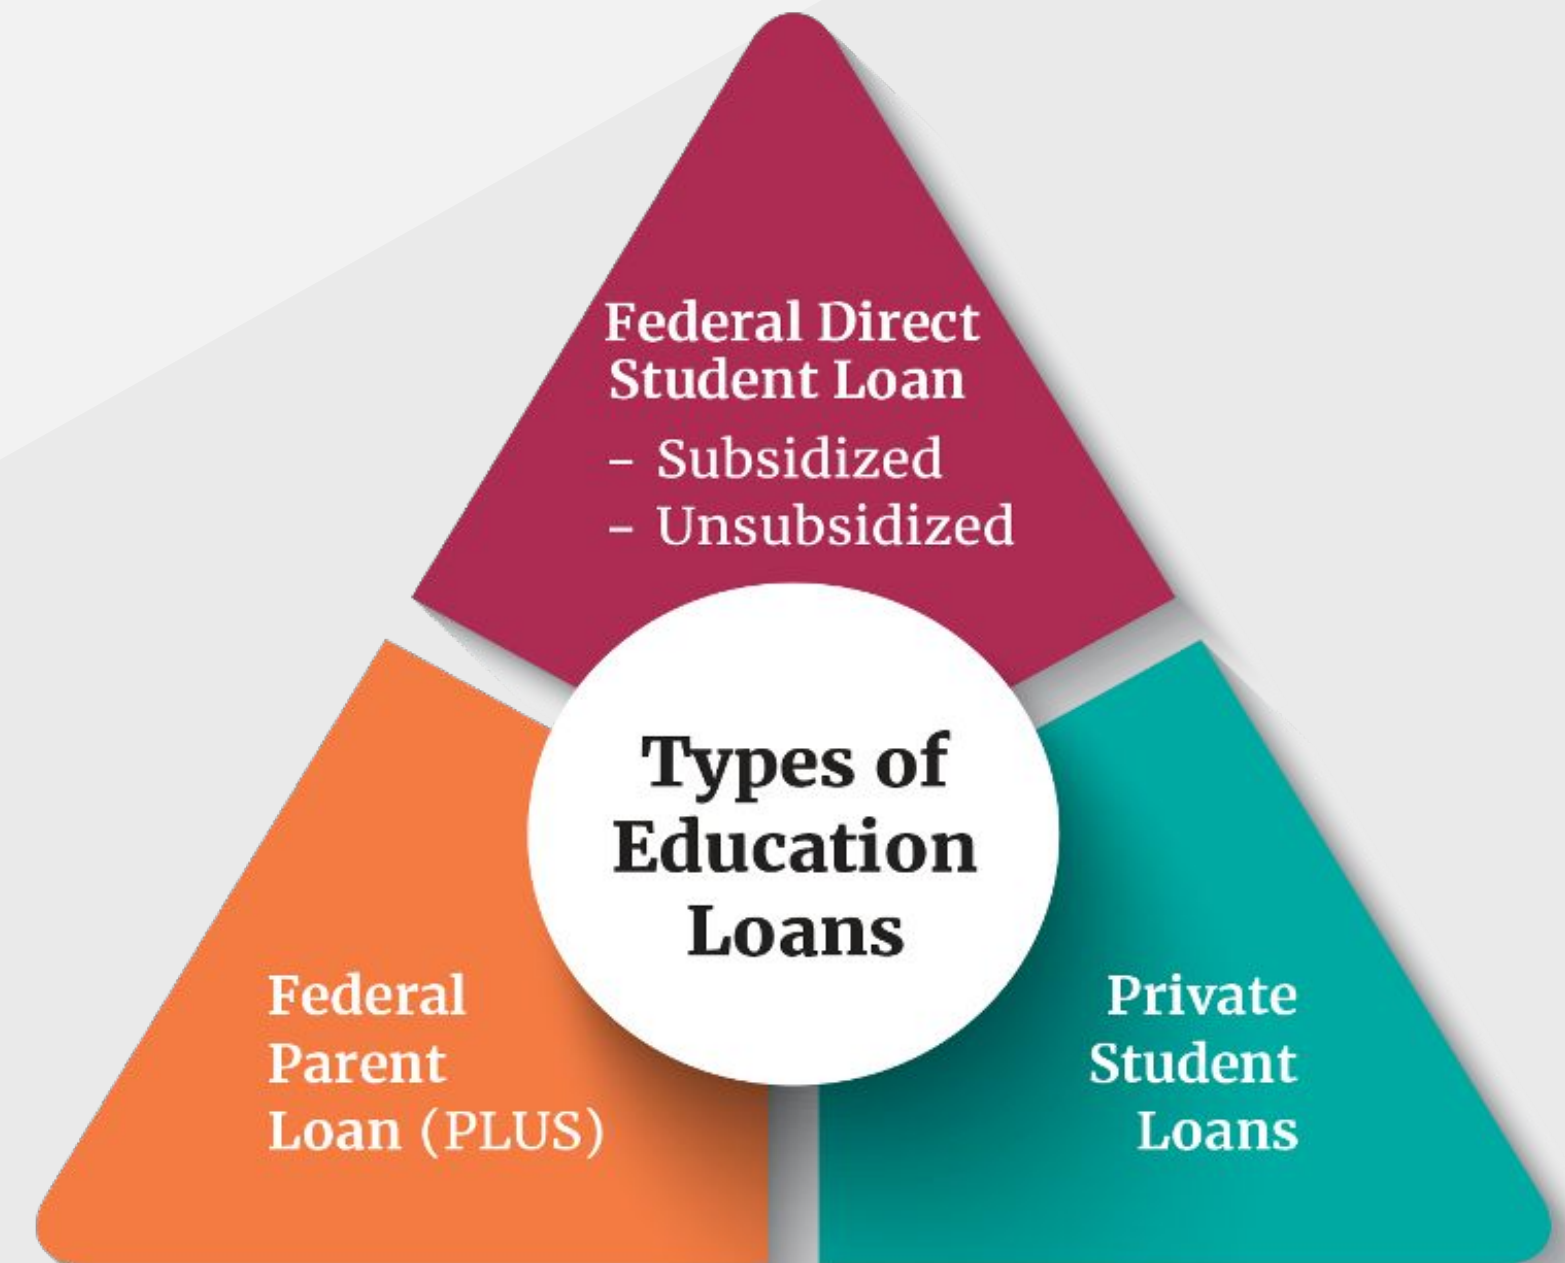 Federal Direct
Student Loan
– Subsidized
– Unsubsidized
Types of
Education
Loans
Federal
Parent
Loan (PLUS)
Private
Student
Loans